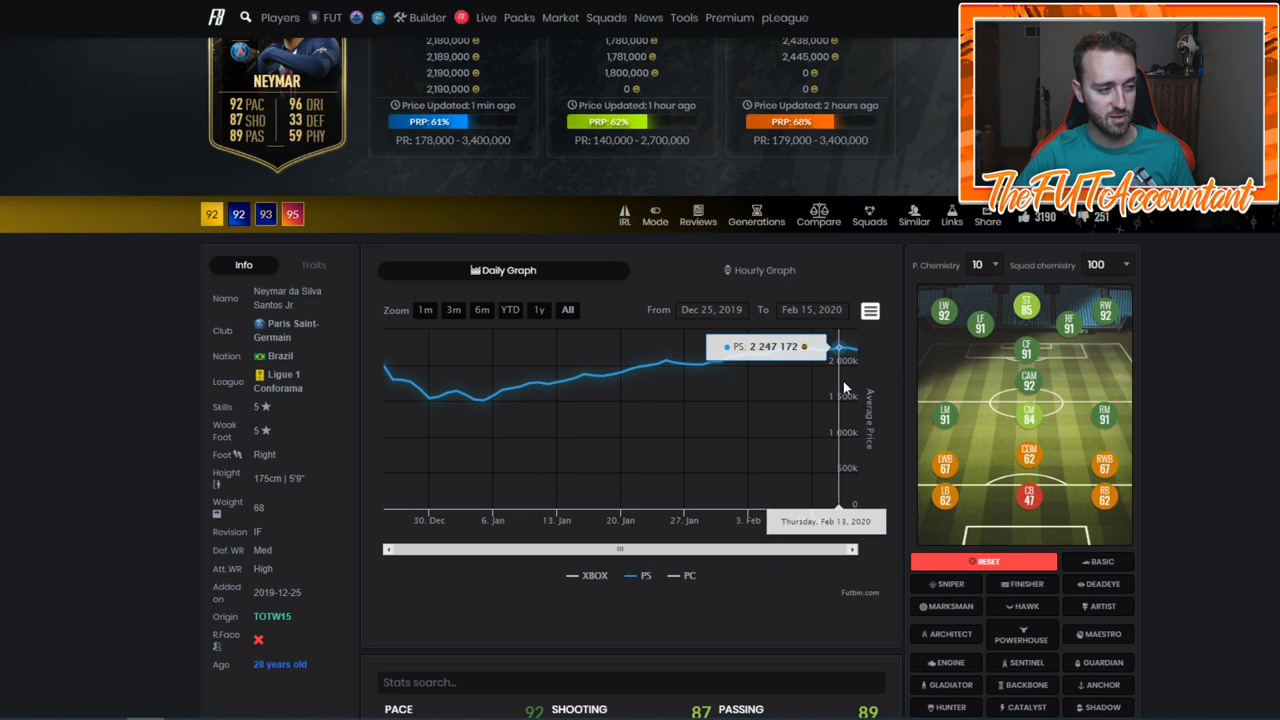 F8 Players FUT Builder Live Packs Market Squads News Tools Premium pLeague
2,180,000 1,780,000 2,438,000
2,189,000 1,781,000 2,445,000
2,190,000 1,800,000 0
2,190,000 0 0
NEYMAR
92 PAC 96 DRI
87 SHO 33 DEF
89 PAS 59 PHY
Price Updated: 1 min ago Price Updated: 1 hour ago Price Updated: 2 hours ago
PRP: 61% PRP: 62% PRP: 68%
PR: 178,000 - 3,400,000 PR: 140,000 - 2,700,000 PR: 179,000 - 3,400,000
TheFUTAccountant
92 92 93 95
IRL Mode Reviews Generations Compare Squads Similar Links Share 3190 251
Info Traits
Name Neymar da Silva Santos Jr.
Club Paris Saint-Germain
Nation Brazil
League Ligue 1 Conforama
Skills 5
Weak Foot 5
Foot Right
Height 175cm | 5'9"
Weight 68
Revision IF
Def. WR Med
Att. WR High
Added on 2019-12-25
Origin TOTW15
R.Face
Age 28 years old
Daily Graph Hourly Graph
Zoom 1m 3m 6m YTD 1y All From Dec 25, 2019 To Feb 15, 2020
PS: 2 247 172
2 000k
1 500k
1 000k
500k
0
Average Price
30. Dec 6. Jan 13. Jan 20. Jan 27. Jan 3. Feb
Thursday, Feb 13, 2020
XBOX PS PC
Futbin.com
Stats search...
PACE 92 SHOOTING 87 PASSING 89
P. Chemistry 10 Squad chemistry 100
ST 85
LW 92 RW 92
LF 91 RF 91
CF 91
CAM 92
LM 91 CM 84 RM 91
CDM 62
LWB 67 RWB 67
LB 62 CB 47 RB 62
RESET BASIC
SNIPER FINISHER DEADEYE
MARKSMAN HAWK ARTIST
ARCHITECT POWERHOUSE MAESTRO
ENGINE SENTINEL GUARDIAN
GLADIATOR BACKBONE ANCHOR
HUNTER CATALYST SHADOW